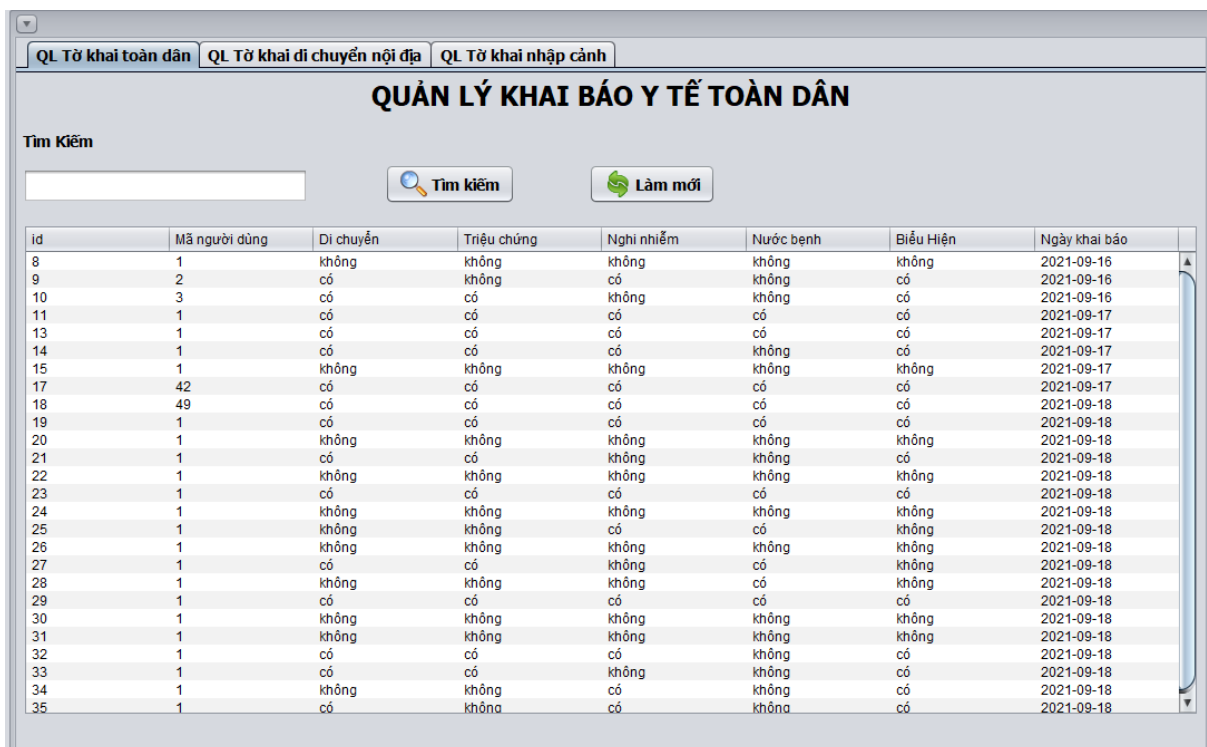 QL Tờ khai toàn dân QL Tờ khai di chuyển nội địa QL Tờ khai nhập cảnh
QUẢN LÝ KHAI BÁO Y TẾ TOÀN DÂN
Tìm Kiếm
Tìm kiếm Làm mới
id Mã người dùng Di chuyển Triệu chứng Nghi nhiễm Nước bẹnh Biểu Hiện Ngày khai báo
8 1 không không không không không 2021-09-16
9 2 có không có không có 2021-09-16
10 3 có có không không có 2021-09-16
11 1 có có có có có 2021-09-17
13 1 có có có có có 2021-09-17
14 1 có có có không có 2021-09-17
15 1 không không không không không 2021-09-17
17 42 có có có có có 2021-09-17
18 49 có có có có có 2021-09-18
19 1 có có có có có 2021-09-18
20 1 không không không không không 2021-09-18
21 1 có có không không có 2021-09-18
22 1 không không không không không 2021-09-18
23 1 có có có có có 2021-09-18
24 1 không không không không không 2021-09-18
25 1 không không có có không 2021-09-18
26 1 không không không không không 2021-09-18
27 1 có có không có không 2021-09-18
28 1 không không không có không 2021-09-18
29 1 có có có có có 2021-09-18
30 1 không không không không không 2021-09-18
31 1 không không không không không 2021-09-18
32 1 có có có không có 2021-09-18
33 1 có có không không có 2021-09-18
34 1 không không có không có 2021-09-18
35 1 có không có không có 2021-09-18